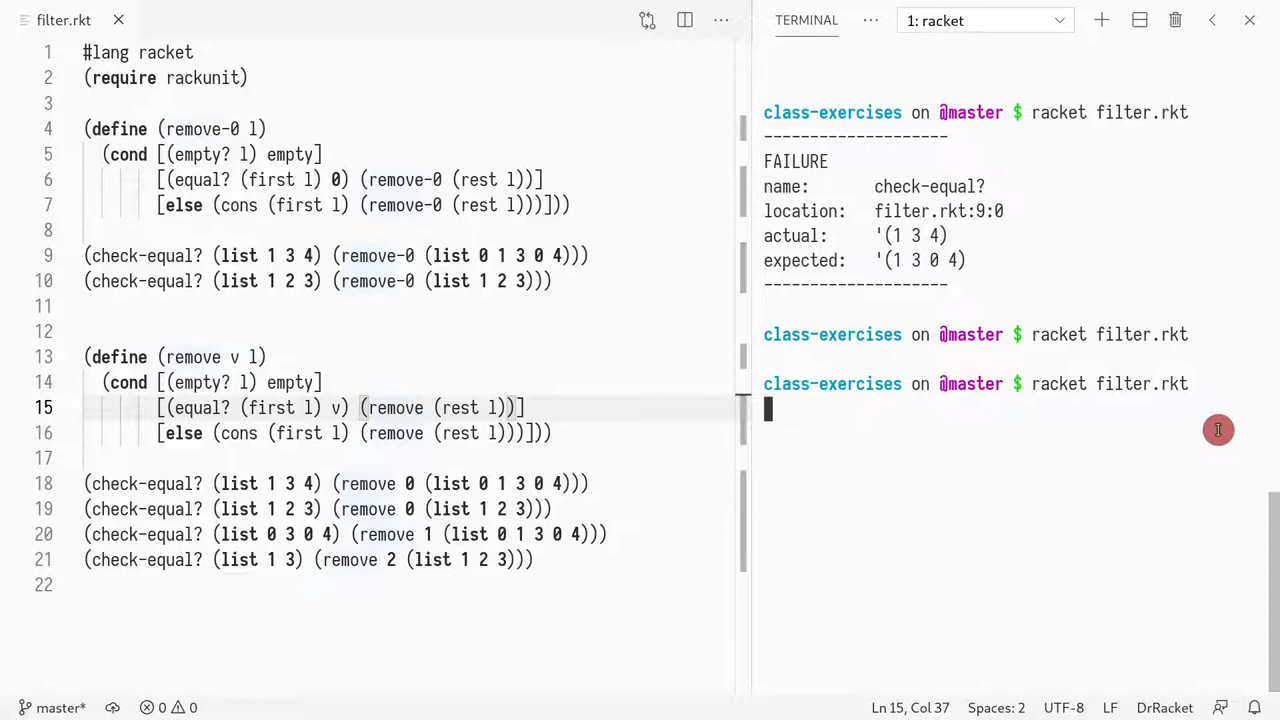 filter.rkt
1 #lang racket
2 (require rackunit)
3
4 (define (remove-0 l)
5 (cond [(empty? l) empty]
6 [(equal? (first l) 0) (remove-0 (rest l))]
7 [else (cons (first l) (remove-0 (rest l)))]))
8
9 (check-equal? (list 1 3 4) (remove-0 (list 0 1 3 0 4)))
10 (check-equal? (list 1 2 3) (remove-0 (list 1 2 3)))
11
12
13 (define (remove v l)
14 (cond [(empty? l) empty]
15 [(equal? (first l) v) (remove (rest l))]
16 [else (cons (first l) (remove (rest l)))]))
17
18 (check-equal? (list 1 3 4) (remove 0 (list 0 1 3 0 4)))
19 (check-equal? (list 1 2 3) (remove 0 (list 1 2 3)))
20 (check-equal? (list 0 3 0 4) (remove 1 (list 0 1 3 0 4)))
21 (check-equal? (list 1 3) (remove 2 (list 1 2 3)))
22
TERMINAL ··· 1: racket
class-exercises on @master $ racket filter.rkt
--------------------
FAILURE
name: check-equal?
location: filter.rkt:9:0
actual: '(1 3 4)
expected: '(1 3 0 4)
--------------------
class-exercises on @master $ racket filter.rkt
class-exercises on @master $ racket filter.rkt
master* 0 0 Ln 15, Col 37 Spaces: 2 UTF-8 LF DrRacket